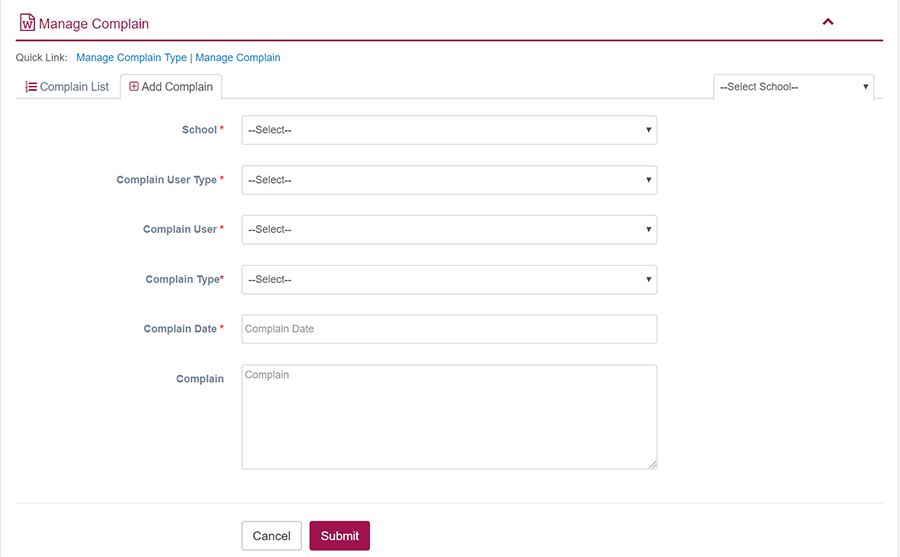 Manage Complain
Quick Link: Manage Complain Type | Manage Complain
Complain List Add Complain --Select School--
School * --Select--
Complain User Type * --Select--
Complain User * --Select--
Complain Type* --Select--
Complain Date * Complain Date
Complain Complain
Cancel Submit